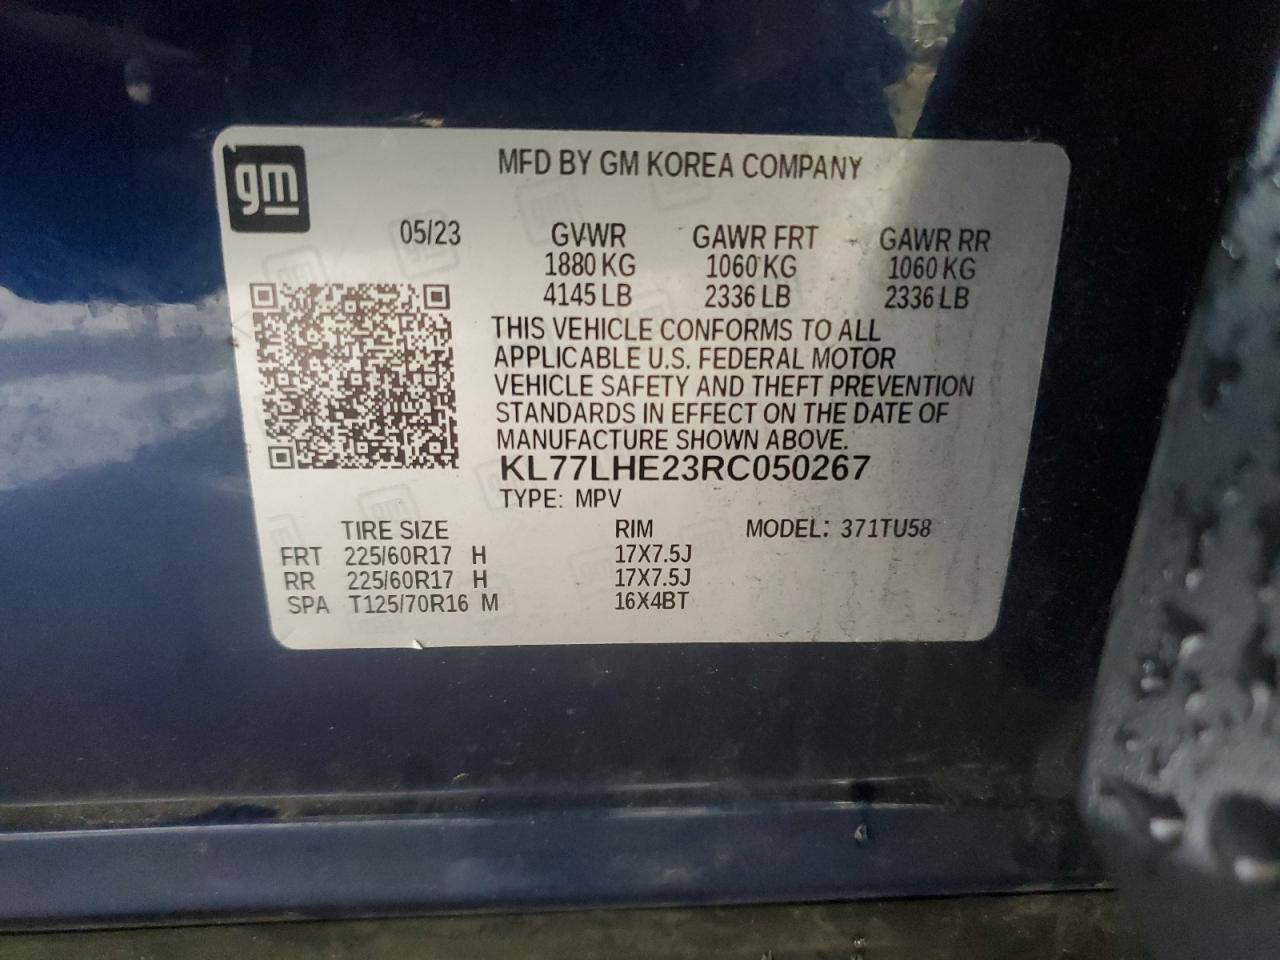 gm
MFD BY GM KOREA COMPANY
05/23
GVWR GAWR FRT GAWR RR
1880 KG 1060 KG 1060 KG
4145 LB 2336 LB 2336 LB
THIS VEHICLE CONFORMS TO ALL
APPLICABLE U.S. FEDERAL MOTOR
VEHICLE SAFETY AND THEFT PREVENTION
STANDARDS IN EFFECT ON THE DATE OF
MANUFACTURE SHOWN ABOVE.
KL77LHE23RC050267
TYPE: MPV
TIRE SIZE RIM MODEL: 371TU58
FRT 225/60R17 H 17X7.5J
RR 225/60R17 H 17X7.5J
SPA T125/70R16 M 16X4BT